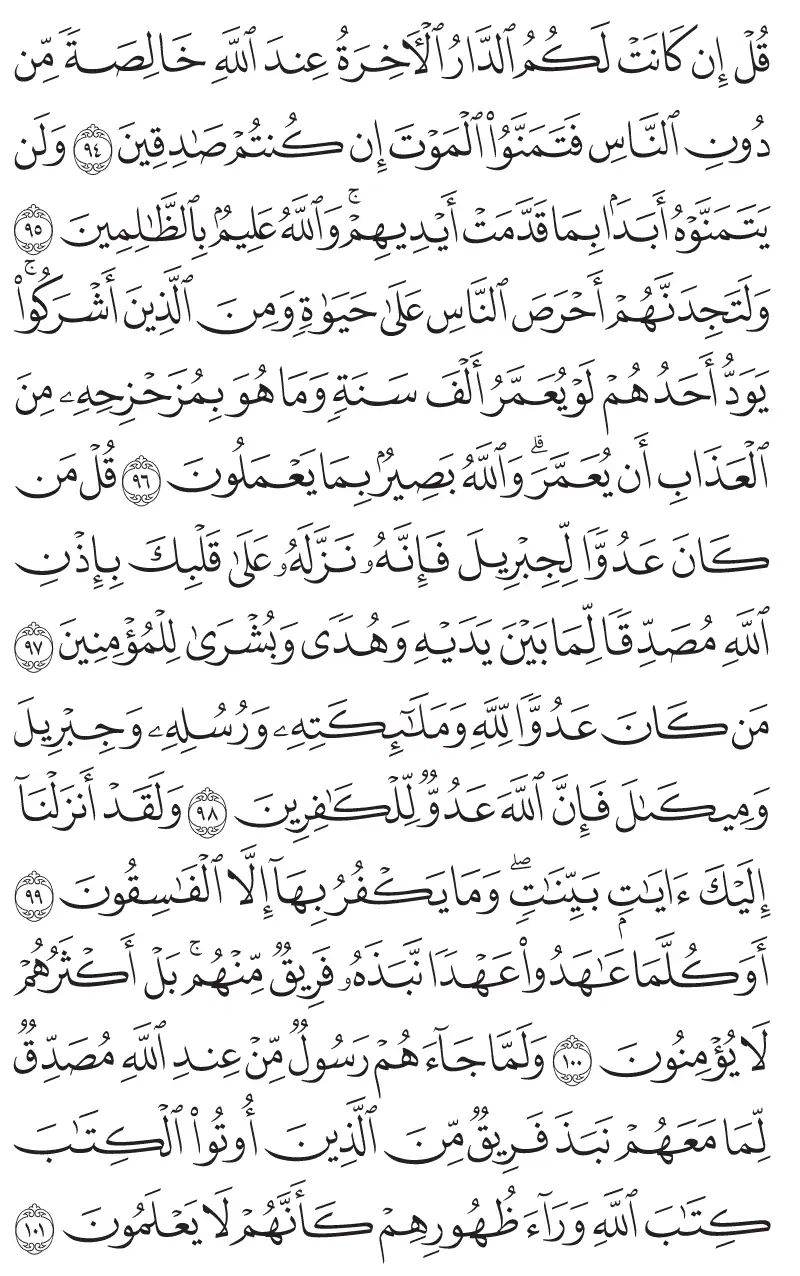 قُلْ إِن كَانَتْ لَكُمُ ٱلدَّارُ ٱلْأَخِرَةُ عِندَ ٱللَّهِ خَالِصَةً مِّن
دُونِ ٱلنَّاسِ فَتَمَنَّوُا۟ ٱلْمَوْتَ إِن كُنتُمْ صَـٰدِقِينَ ٩٤ وَلَن
يَتَمَنَّوْهُ أَبَدًۢا بِمَا قَدَّمَتْ أَيْدِيهِمْ ۚ وَٱللَّهُ عَلِيمٌۢ بِٱلظَّـٰلِمِينَ ٩٥
وَلَتَجِدَنَّهُمْ أَحْرَصَ ٱلنَّاسِ عَلَىٰ حَيَوٰةٍ وَمِنَ ٱلَّذِينَ أَشْرَكُوا۟ ۚ
يَوَدُّ أَحَدُهُمْ لَوْ يُعَمَّرُ أَلْفَ سَنَةٍ وَمَا هُوَ بِمُزَحْزِحِهِۦ مِنَ
ٱلْعَذَابِ أَن يُعَمَّرَ ۗ وَٱللَّهُ بَصِيرٌۢ بِمَا يَعْمَلُونَ ٩٦ قُلْ مَن
كَانَ عَدُوًّا لِّجِبْرِيلَ فَإِنَّهُۥ نَزَّلَهُۥ عَلَىٰ قَلْبِكَ بِإِذْنِ
ٱللَّهِ مُصَدِّقًا لِّمَا بَيْنَ يَدَيْهِ وَهُدًى وَبُشْرَىٰ لِلْمُؤْمِنِينَ ٩٧
مَن كَانَ عَدُوًّا لِّلَّهِ وَمَلَـٰٓئِكَتِهِۦ وَرُسُلِهِۦ وَجِبْرِيلَ
وَمِيكَىٰلَ فَإِنَّ ٱللَّهَ عَدُوٌّ لِّلْكَـٰفِرِينَ ٩٨ وَلَقَدْ أَنزَلْنَآ
إِلَيْكَ ءَايَـٰتٍۭ بَيِّنَـٰتٍ ۖ وَمَا يَكْفُرُ بِهَآ إِلَّا ٱلْفَـٰسِقُونَ ٩٩
أَوَكُلَّمَا عَـٰهَدُوا۟ عَهْدًا نَّبَذَهُۥ فَرِيقٌ مِّنْهُم ۚ بَلْ أَكْثَرُهُمْ
لَا يُؤْمِنُونَ ١٠٠ وَلَمَّا جَآءَهُمْ رَسُولٌ مِّنْ عِندِ ٱللَّهِ مُصَدِّقٌ
لِّمَا مَعَهُمْ نَبَذَ فَرِيقٌ مِّنَ ٱلَّذِينَ أُوتُوا۟ ٱلْكِتَـٰبَ
كِتَـٰبَ ٱللَّهِ وَرَآءَ ظُهُورِهِمْ كَأَنَّهُمْ لَا يَعْلَمُونَ ١٠١